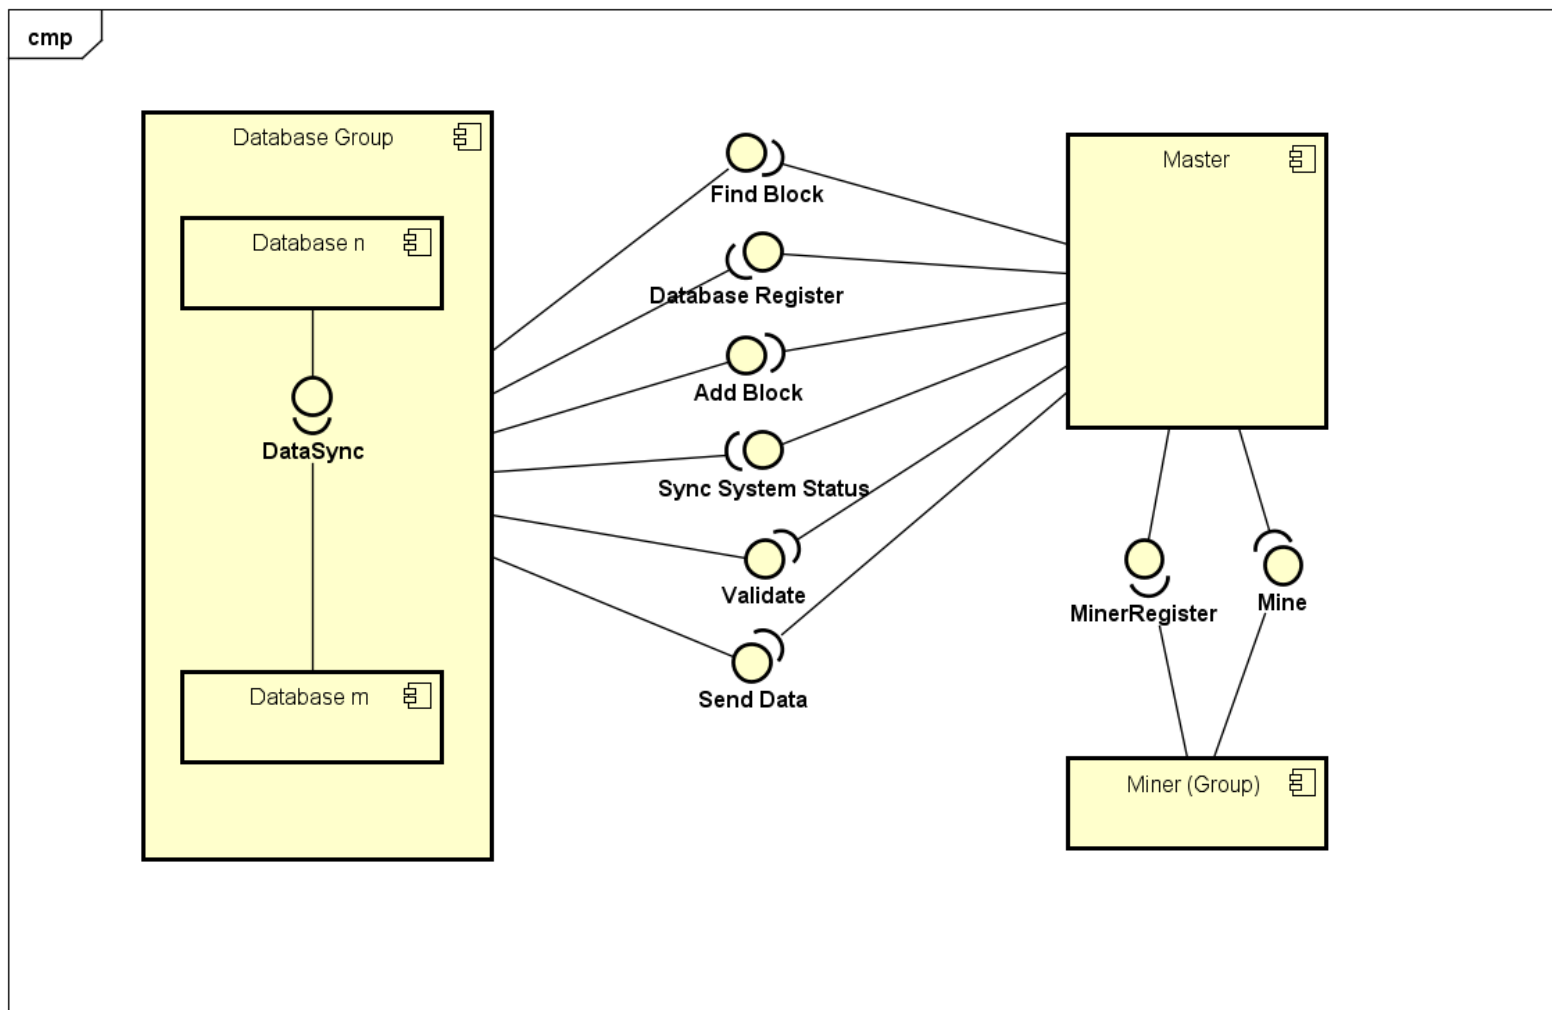 cmp
Database Group
Database n
DataSync
Database m
Find Block
Database Register
Add Block
Sync System Status
Validate
Send Data
Master
MinerRegister
Mine
Miner (Group)